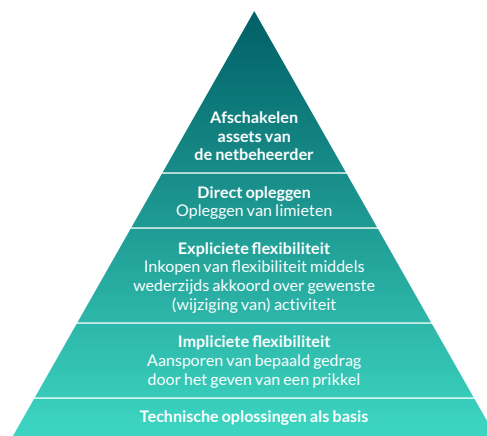 Afschakelen
assets van
de netbeheerder
Direct opleggen
Opleggen van limieten
Expliciete flexibiliteit
Inkopen van flexibiliteit middels
wederzijds akkoord over gewenste
(wijziging van) activiteit
Impliciete flexibiliteit
Aansporen van bepaald gedrag
door het geven van een prikkel
Technische oplossingen als basis